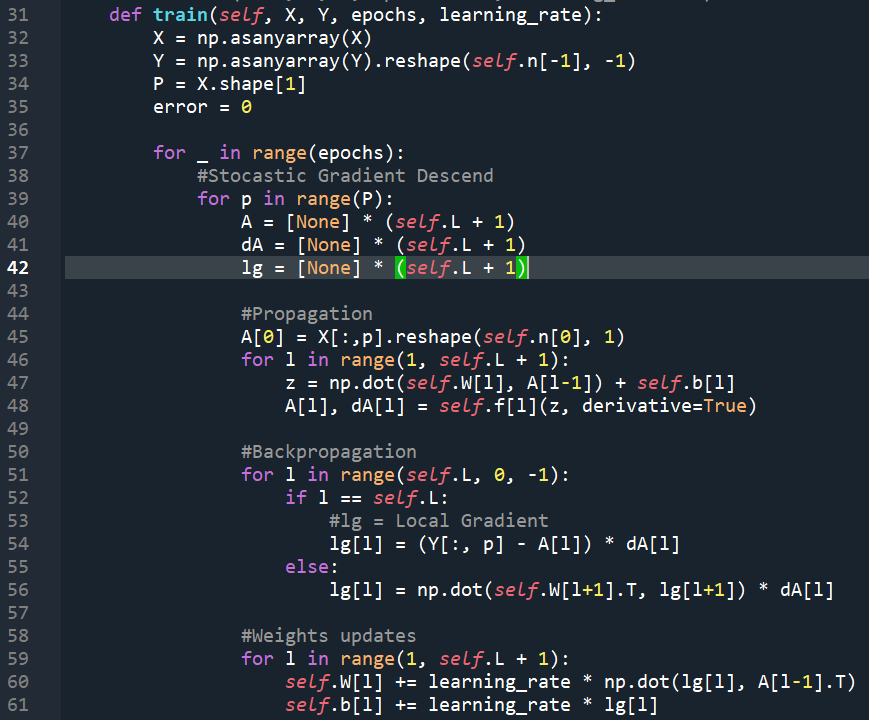 31 def train(self, X, Y, epochs, learning_rate):
32 X = np.asanyarray(X)
33 Y = np.asanyarray(Y).reshape(self.n[-1], -1)
34 P = X.shape[1]
35 error = 0
36
37 for _ in range(epochs):
38 #Stocastic Gradient Descend
39 for p in range(P):
40 A = [None] * (self.L + 1)
41 dA = [None] * (self.L + 1)
42 lg = [None] * (self.L + 1)
43
44 #Propagation
45 A[0] = X[:,p].reshape(self.n[0], 1)
46 for l in range(1, self.L + 1):
47 z = np.dot(self.W[l], A[l-1]) + self.b[l]
48 A[l], dA[l] = self.f[l](z, derivative=True)
49
50 #Backpropagation
51 for l in range(self.L, 0, -1):
52 if l == self.L:
53 #lg = Local Gradient
54 lg[l] = (Y[:, p] - A[l]) * dA[l]
55 else:
56 lg[l] = np.dot(self.W[l+1].T, lg[l+1]) * dA[l]
57
58 #Weights updates
59 for l in range(1, self.L + 1):
60 self.W[l] += learning_rate * np.dot(lg[l], A[l-1].T)
61 self.b[l] += learning_rate * lg[l]